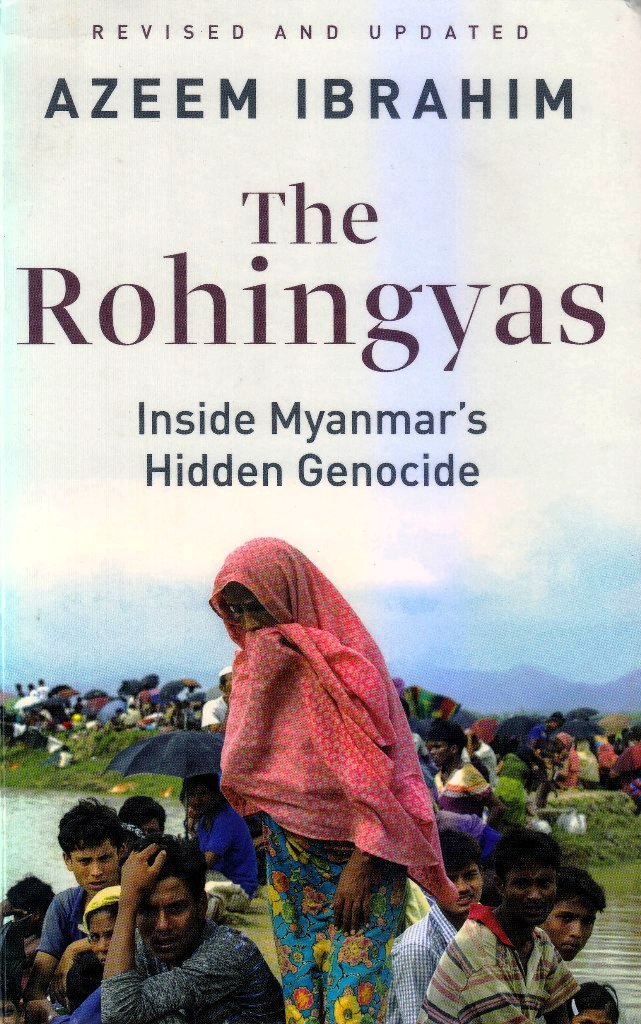 REVISED AND UPDATED
AZEEM IBRAHIM
The
Rohingyas
Inside Myanmar's
Hidden Genocide